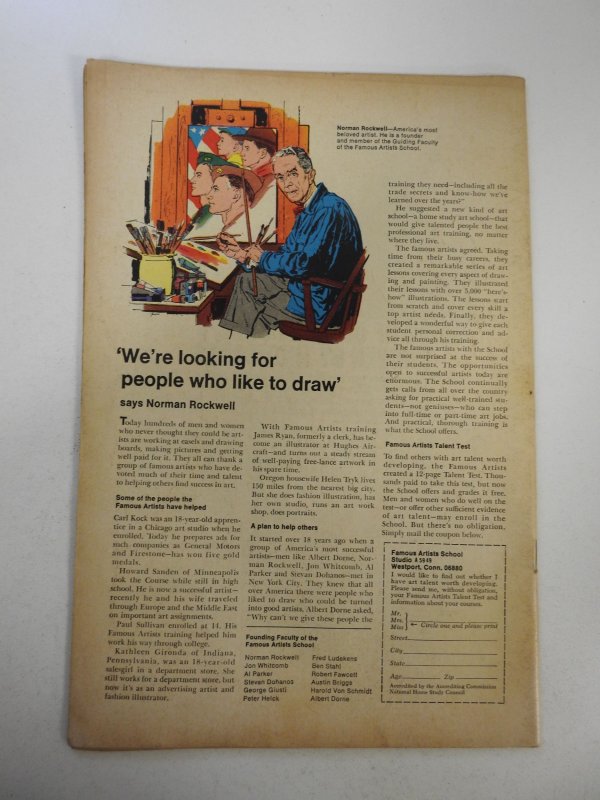 Norman Rockwell—America's most
beloved artist. He is a founder
and member of the Guiding Faculty
of the Famous Artists School.
'We're looking for
people who like to draw'
says Norman Rockwell
Today hundreds of men and women
who never thought they could be art-
ists are working at easels and drawing
boards, making pictures and getting
well paid for it. They all can thank a
group of famous artists who have de-
voted much of their time and talent
to helping others find success in art.
Some of the people the
Famous Artists have helped
Carl Kock was an 18-year-old appren-
tice in a Chicago art studio when he
enrolled. Today he prepares ads for
such companies as General Motors
and Firestone—has won five gold
medals.
Howard Sanden of Minneapolis
took the Course while still in high
school. He is now a successful artist—
recently he and his wife traveled
through Europe and the Middle East
on important art assignments.
Paul Sullivan enrolled at 14. His
Famous Artists training helped him
work his way through college.
Kathleen Gironda of Indiana,
Pennsylvania, was an 18-year-old
salesgirl in a department store. She
still works for a department store, but
now it's as an advertising artist and
fashion illustrator.
With Famous Artists training
James Ryan, formerly a clerk, has be-
come an illustrator at Hughes Air-
craft—and turns out a steady stream
of well-paying free-lance artwork in
his spare time.
Oregon housewife Helen Tryk lives
150 miles from the nearest big city.
But she does fashion illustration, has
her own studio, runs an art work
shop, does portraits.
A plan to help others
It started over 18 years ago when a
group of America's most successful
artists—men like Albert Dorne, Nor-
man Rockwell, Jon Whitcomb, Al
Parker and Stevan Dohanos—met in
New York City. They knew that all
over America there were people who
liked to draw who could be turned
into good artists. Albert Dorne asked,
"Why can't we give these people the
Founding Faculty of the
Famous Artists School
Norman Rockwell
Jon Whitcomb
Al Parker
Stevan Dohanos
George Giusti
Peter Helck
Fred Ludekens
Ben Stahl
Robert Fawcett
Austin Briggs
Harold Von Schmidt
Albert Dorne
training they need—including all the
trade secrets and know-how we've
learned over the years?"
He suggested a new kind of art
school—a home study art school—that
would give talented people the best
professional art training, no matter
where they live.
The famous artists agreed. Taking
time from their busy careers, they
created a remarkable series of art
lessons covering every aspect of draw-
ing and painting. They illustrated
their lessons with over 5,000 "here's-
how" illustrations. The lessons start
from scratch and cover every skill a
top artist needs. Finally, they de-
veloped a wonderful way to give each
student personal correction and ad-
vice all through his training.
The famous artists with the School
are not surprised at the success of
their students. The opportunities
open to successful artists today are
enormous. The School continually
gets calls from all over the country
asking for practical well-trained stu-
dents—not geniuses—who can step
into full-time or part-time art jobs.
And practical, thorough training is
what the School offers.
Famous Artists Talent Test
To find others with art talent worth
developing, the Famous Artists
created a 12-page Talent Test. Thou-
sands paid to take this test, but now
the School offers and grades it free.
Men and women who do well on the
test—or offer other sufficient evidence
of art talent—may enroll in the
School. But there's no obligation.
Simply mail the coupon below.
Famous Artists School
Studio A5949
Westport, Conn. 06880
I would like to find out whether I
have art talent worth developing.
Please send me, without obligation,
your Famous Artists Talent Test and
information about your courses.
Mr.
Mrs. ← Circle one and please print
Miss
Street
City
State
Age Zip
Accredited by the Accrediting Commission
National Home Study Council